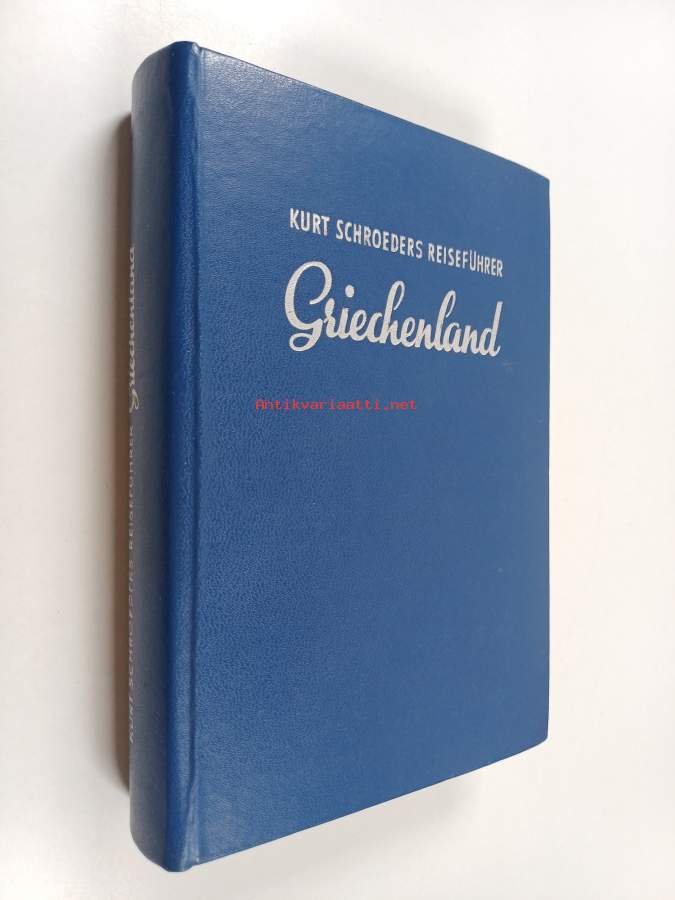 KURT SCHROEDERS REISEFÜHRER
Griechenland
Antikvariaatti.net
KURT SCHROEDERS REISEFÜHRER Griechenland